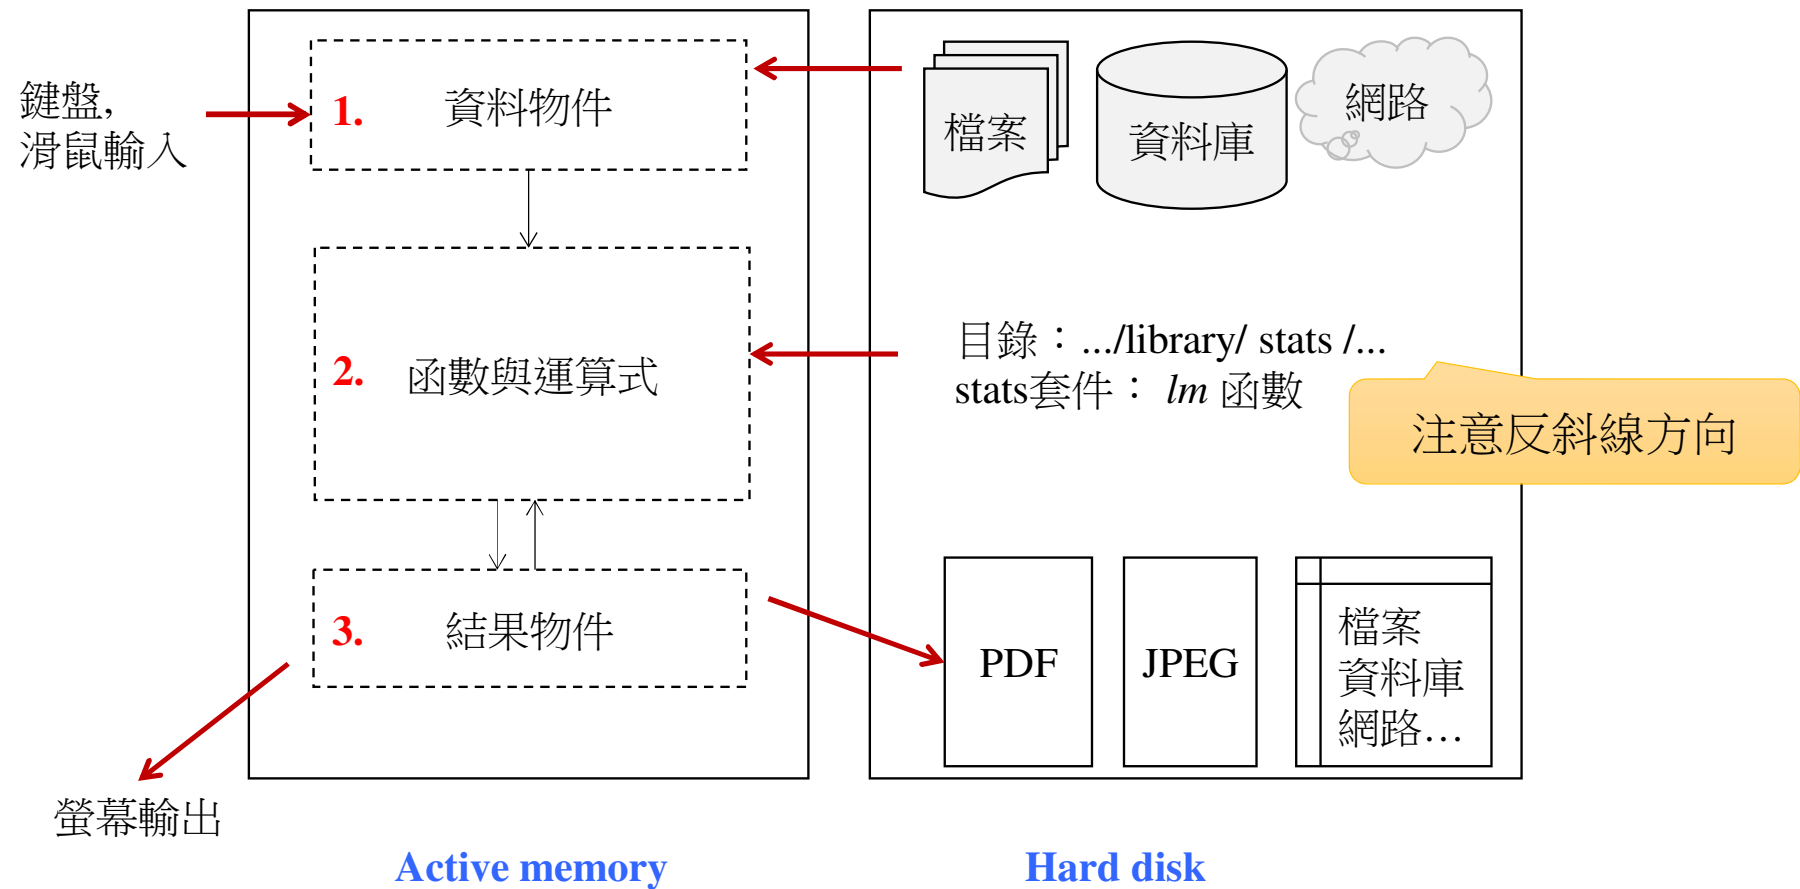 鍵盤,
滑鼠輸入
1. 資料物件
檔案
資料庫
網路
2. 函數與運算式
目錄：.../library/ stats /...
stats套件： lm 函數
注意反斜線方向
3. 結果物件
PDF
JPEG
檔案
資料庫
網路…
螢幕輸出
Active memory
Hard disk